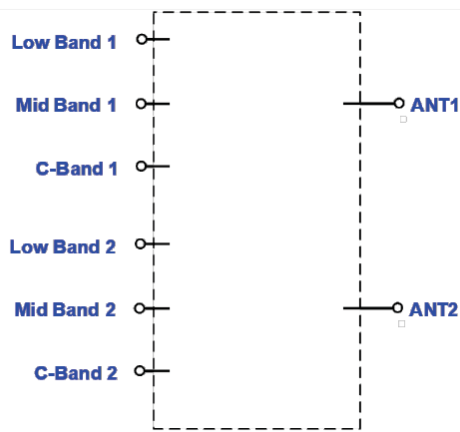 Low Band 1
Mid Band 1
ANT1
C-Band 1
Low Band 2
Mid Band 2
ANT2
C-Band 2